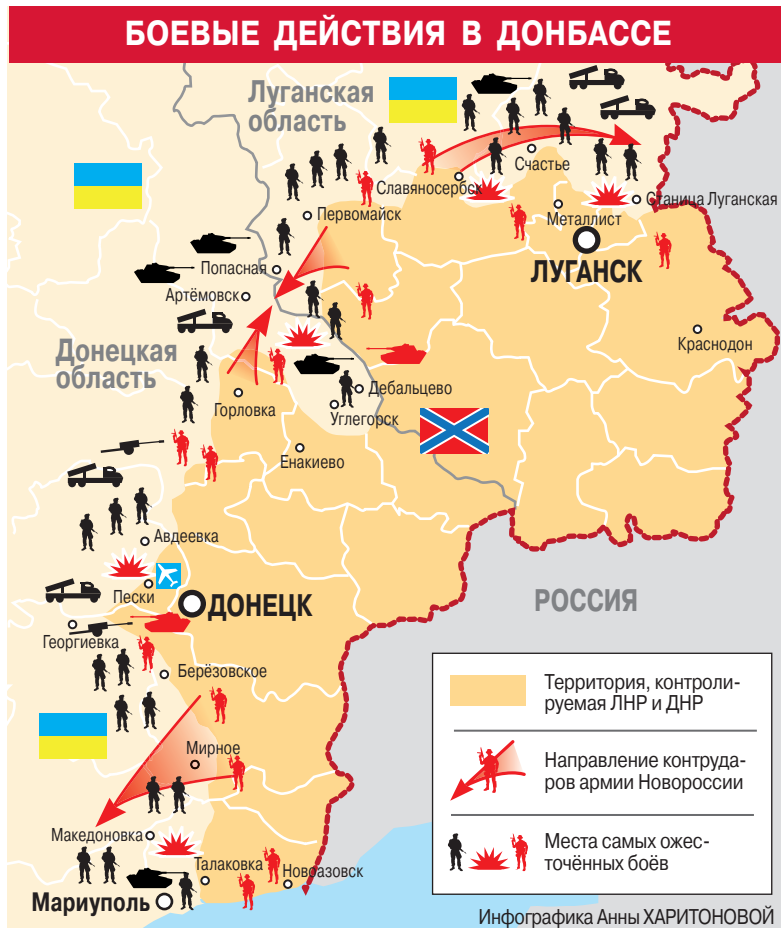 БОЕВЫЕ ДЕЙСТВИЯ В ДОНБАССЕ
Луганская
область
Счастье
Славяносербск
Станица Луганская
Первомайск
Металлист
ЛУГАНСК
Попасная
Артёмовск
Краснодон
Донецкая
область
Дебальцево
Горловка
Углегорск
Енакиево
Авдеевка
Пески
ДОНЕЦК
РОССИЯ
Георгиевка
Берёзовское
Мирное
Македоновка
Талаковка
Новоазовск
Мариуполь
Территория, контроли-
руемая ЛНР и ДНР
Направление контруда-
ров армии Новороссии
Места самых ожес-
точённых боёв
Инфографика Анны ХАРИТОНОВОЙ